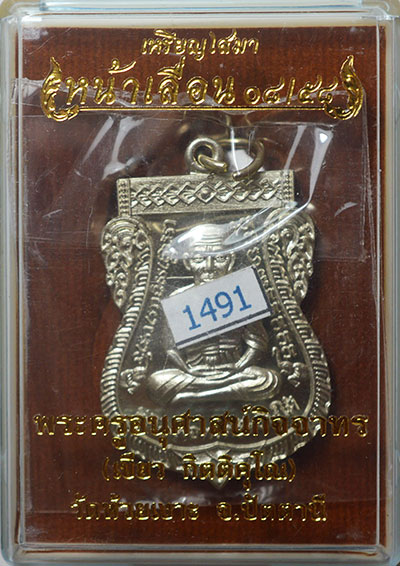 เหรียญเสมา
หน้าเลื่อน ๑๘/๕๔
1491
พระครูอนุศาสน์กิจจาทร
(เขียว กิตติคุโณ)
วัดห้วยเงาะ จ.ปัตตานี